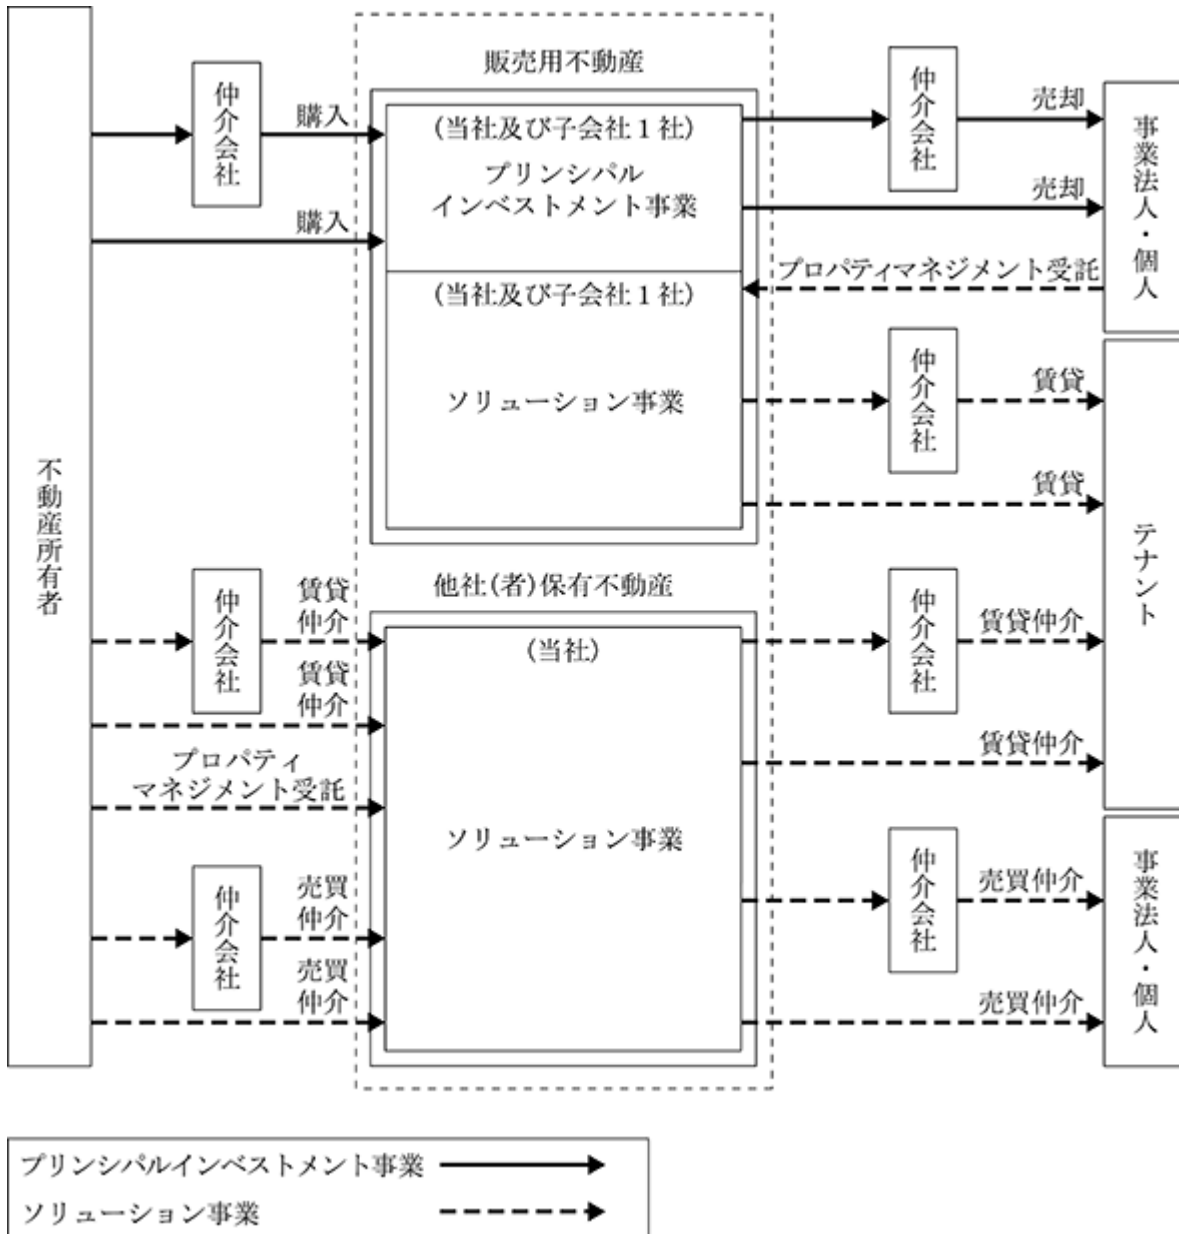 不動産所有者
仲介会社
購入
購入
販売用不動産
(当社及び子会社1社)
プリンシパル
インベストメント事業
(当社及び子会社1社)
ソリューション事業
仲介会社
売却
売却
プロパティマネジメント受託
事業法人・個人
仲介会社
賃貸
賃貸
テナント
仲介会社
賃貸
仲介
賃貸
仲介
プロパティ
マネジメント受託
仲介会社
売買
仲介
売買
仲介
他社(者)保有不動産
(当社)
ソリューション事業
仲介会社
賃貸仲介
賃貸仲介
仲介会社
売買仲介
売買仲介
事業法人・個人
プリンシパルインベストメント事業
ソリューション事業